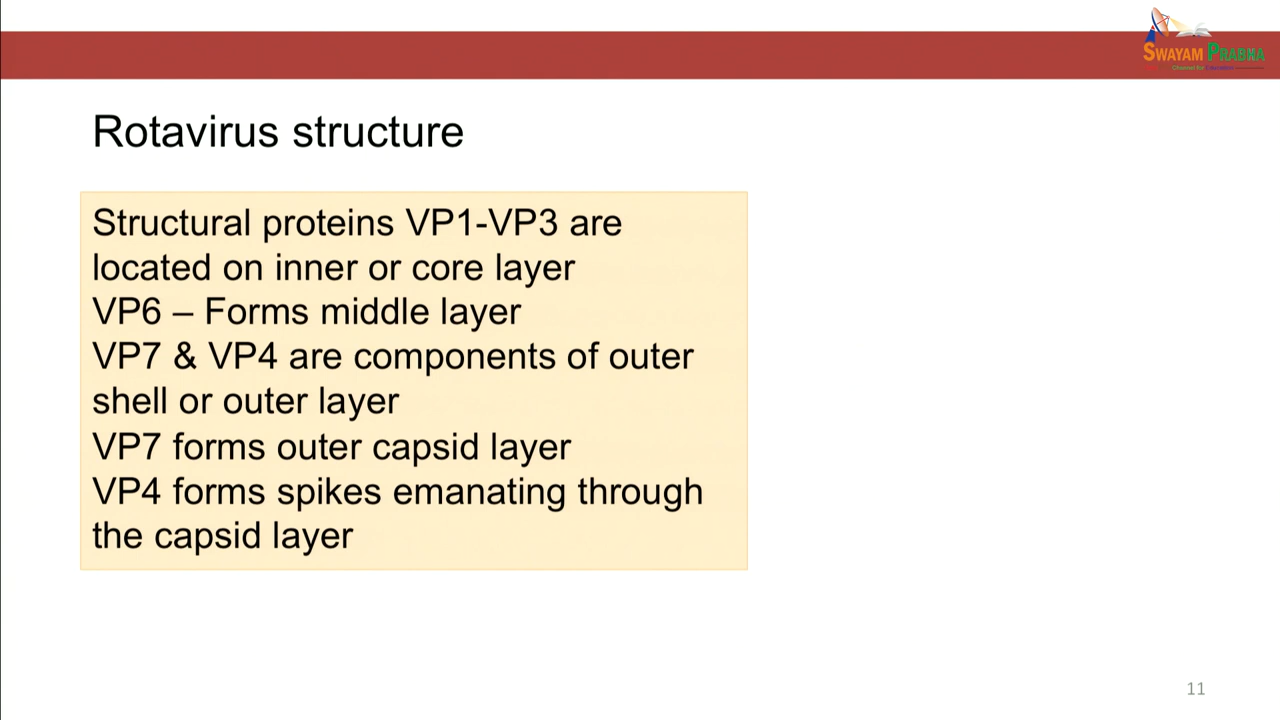 SWAYAM PRABHA
Rotavirus structure
Structural proteins VP1-VP3 are
located on inner or core layer
VP6 – Forms middle layer
VP7 & VP4 are components of outer
shell or outer layer
VP7 forms outer capsid layer
VP4 forms spikes emanating through
the capsid layer
11